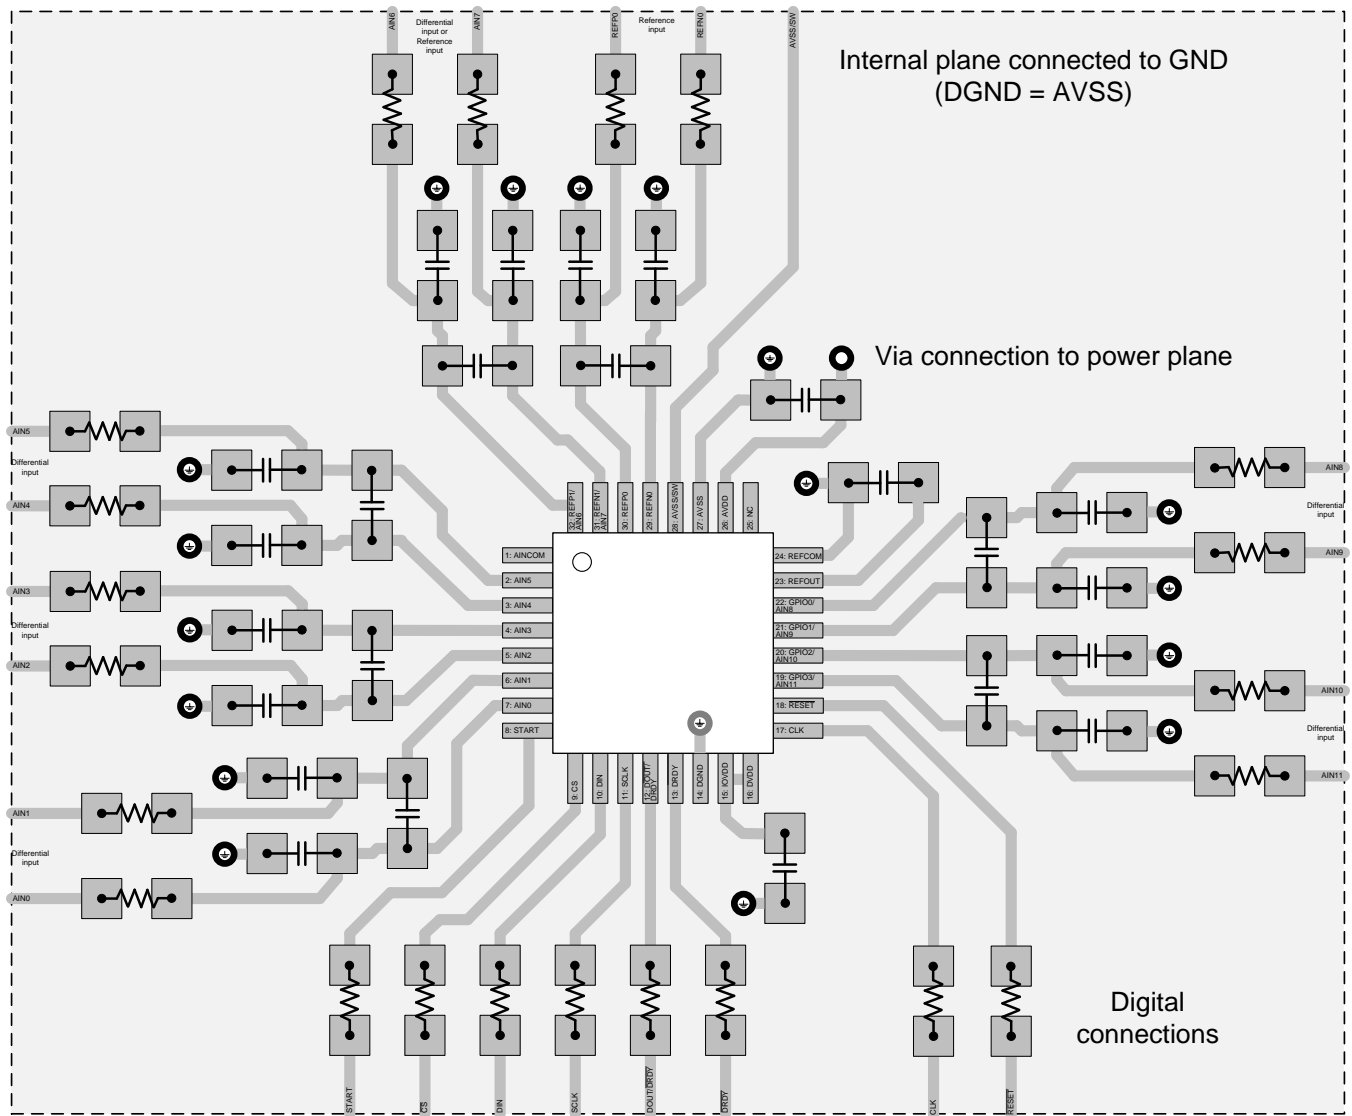 AIN6
Differential
input or
Reference
input
AIN7
REFP0
Reference
input
REFN0
AVSS/SW
Internal plane connected to GND
(DGND = AVSS)
Via connection to power plane
AIN5
Differential
input
AIN4
AIN3
Differential
input
AIN2
AIN1
Differential
input
AIN0
32: REFP1/
AIN6
31: REFN1/
AIN7
30: REFP0
29: REFN0
28: AVSS/SW
27: AVSS
26: AVDD
25: NC
1: AINCOM
2: AIN5
3: AIN4
4: AIN3
5: AIN2
6: AIN1
7: AIN0
8: START
24: REFCOM
23: REFOUT
22: GPIO0/
AIN8
21: GPIO1/
AIN9
20: GPIO2/
AIN10
19: GPIO3/
AIN11
18: RESET
17: CLK
9: CS
10: DIN
11: SCLK
12: DOUT/
DRDY
13: DRDY
14: DGND
15: IOVDD
16: DVDD
AIN8
Differential
input
AIN9
AIN10
Differential
input
AIN11
Digital
connections
START
CS
DIN
SCLK
DOUT/DRDY
DRDY
CLK
RESET